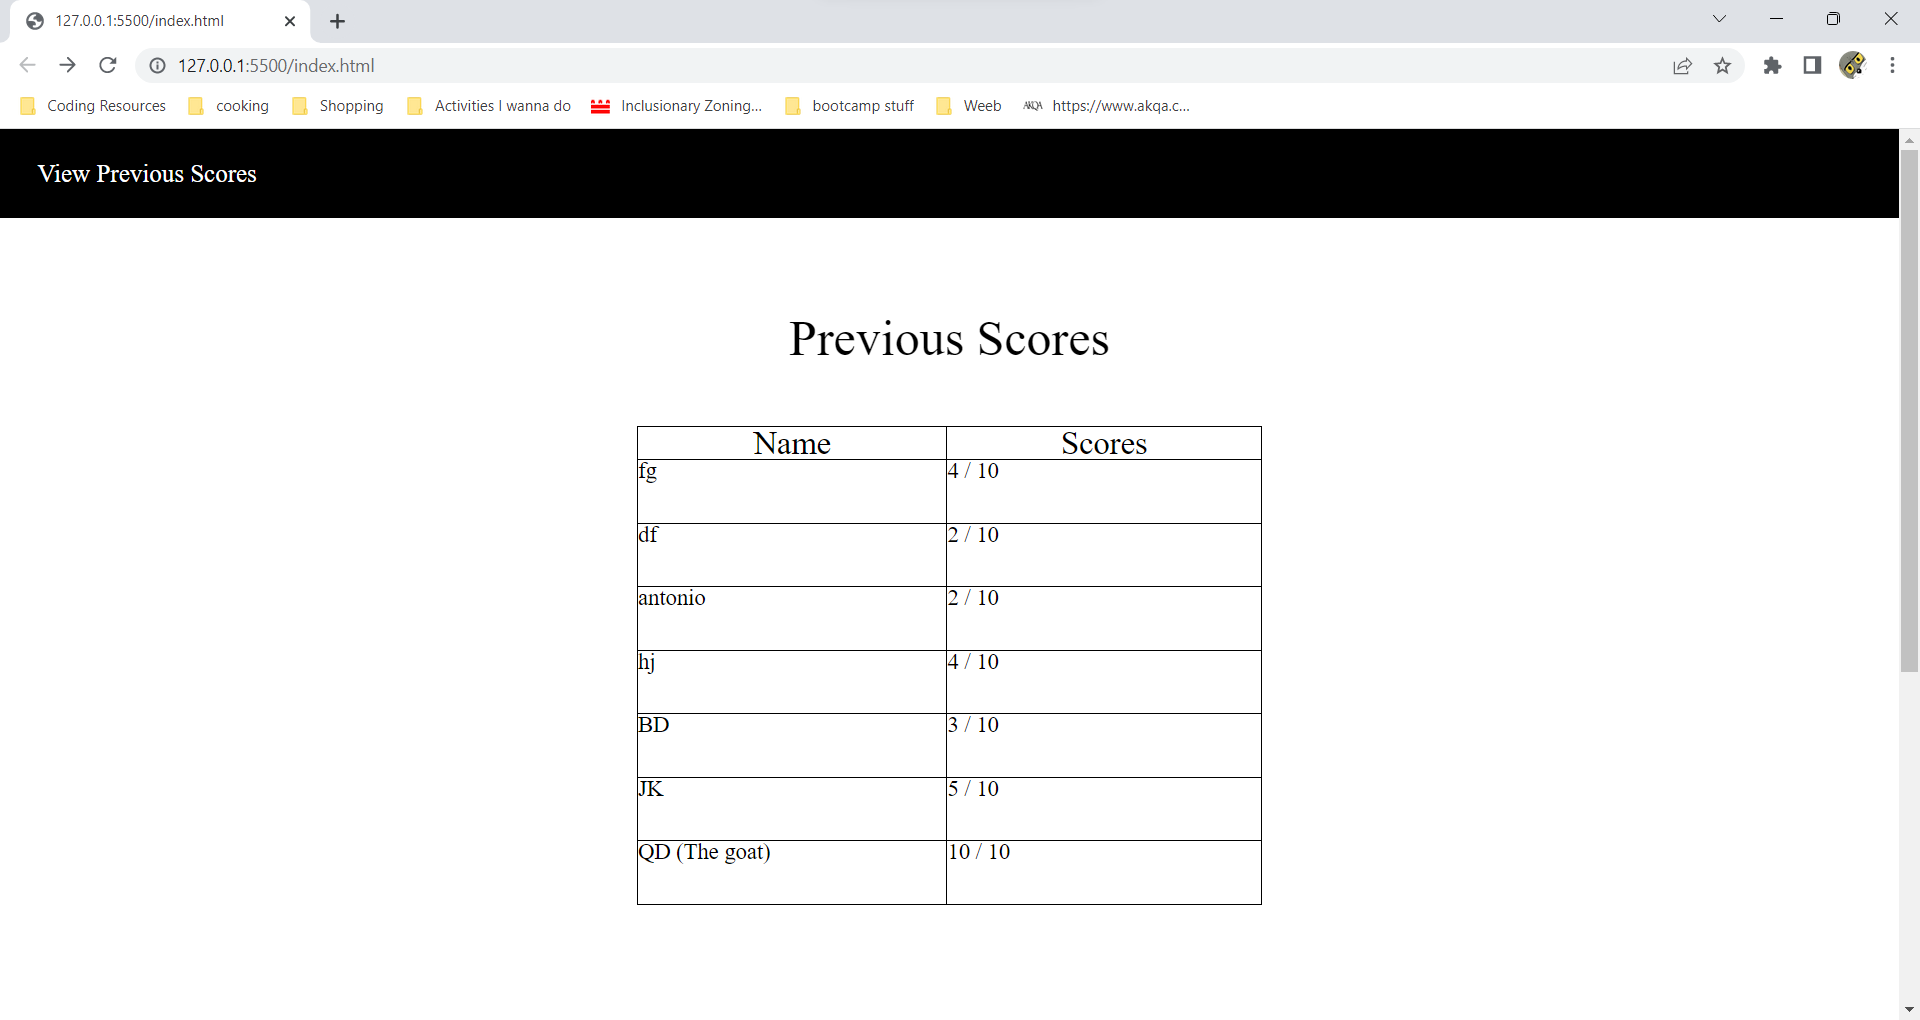 127.0.0.1:5500/index.html
127.0.0.1:5500/index.html
Coding Resources cooking Shopping Activities I wanna do Inclusionary Zoning... bootcamp stuff Weeb AKQA https://www.akqa.c...
View Previous Scores
Previous Scores
Name Scores
fg 4 / 10
df 2 / 10
antonio 2 / 10
hj 4 / 10
BD 3 / 10
JK 5 / 10
QD (The goat) 10 / 10